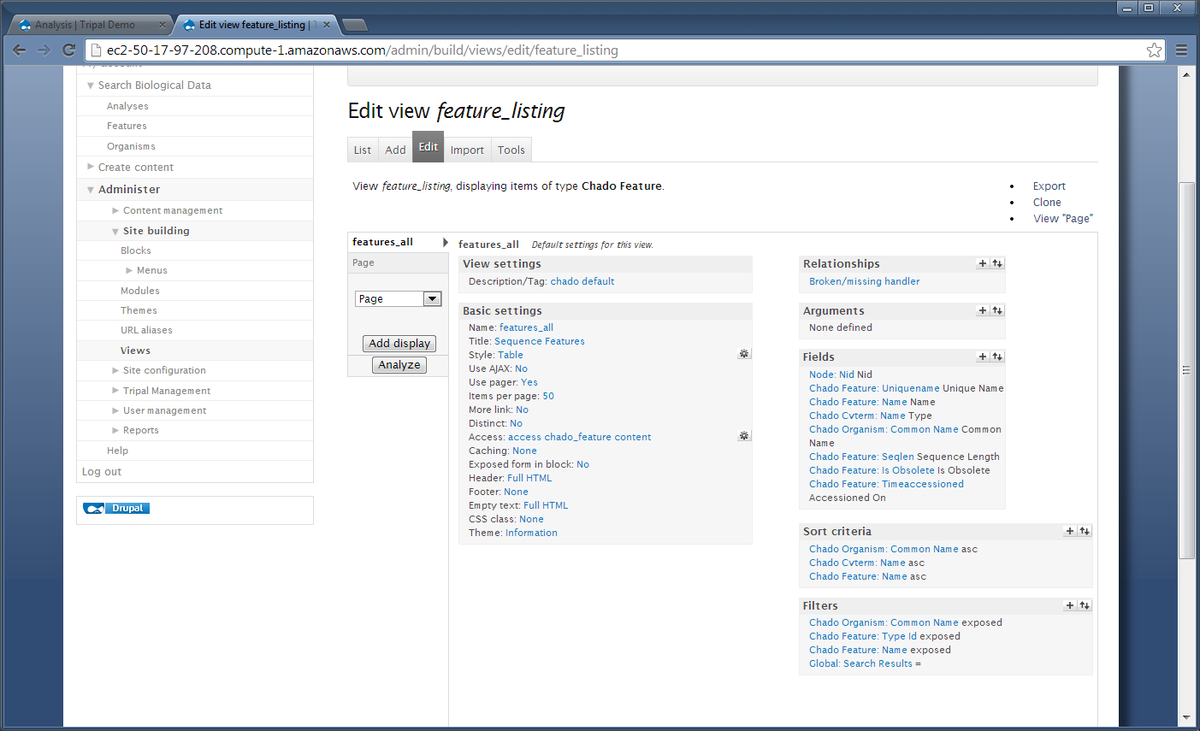 Analysis | Tripal Demo
Edit view feature_listing |
ec2-50-17-97-208.compute-1.amazonaws.com/admin/build/views/edit/feature_listing
Search Biological Data
Analyses
Features
Organisms
Create content
Administer
Content management
Site building
Blocks
Menus
Modules
Themes
URL aliases
Views
Site configuration
Tripal Management
User management
Reports
Help
Log out
Drupal
Edit view feature_listing
List Add Edit Import Tools
View feature_listing, displaying items of type Chado Feature.
• Export
• Clone
• View "Page"
features_all
Page
Page
Add display
Analyze
features_all Default settings for this view.
View settings
Description/Tag: chado default
Basic settings
Name: features_all
Title: Sequence Features
Style: Table
Use AJAX: No
Use pager: Yes
Items per page: 50
More link: No
Distinct: No
Access: access chado_feature content
Caching: None
Exposed form in block: No
Header: Full HTML
Footer: None
Empty text: Full HTML
CSS class: None
Theme: Information
Relationships
Broken/missing handler
Arguments
None defined
Fields
Node: Nid Nid
Chado Feature: Uniquename Unique Name
Chado Feature: Name Name
Chado Cvterm: Name Type
Chado Organism: Common Name Common
Name
Chado Feature: Seqlen Sequence Length
Chado Feature: Is Obsolete Is Obsolete
Chado Feature: Timeaccessioned
Accessioned On
Sort criteria
Chado Organism: Common Name asc
Chado Cvterm: Name asc
Chado Feature: Name asc
Filters
Chado Organism: Common Name exposed
Chado Feature: Type Id exposed
Chado Feature: Name exposed
Global: Search Results =